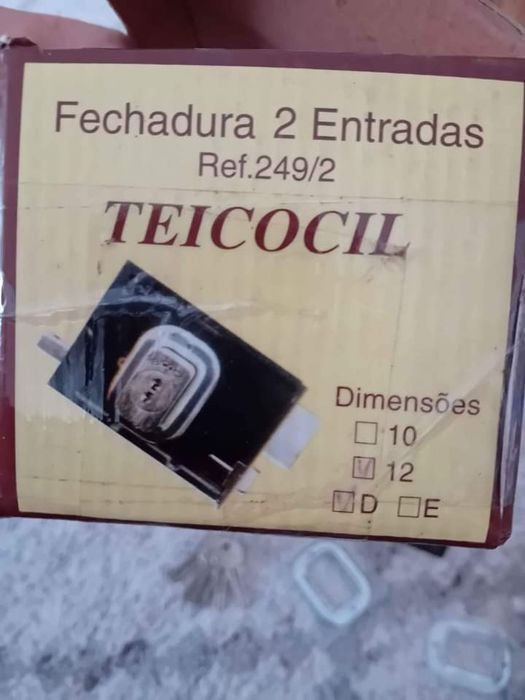 Fechadura 2 Entradas
Ref.249/2
TEICOCIL
Dimensões
10
12
D E